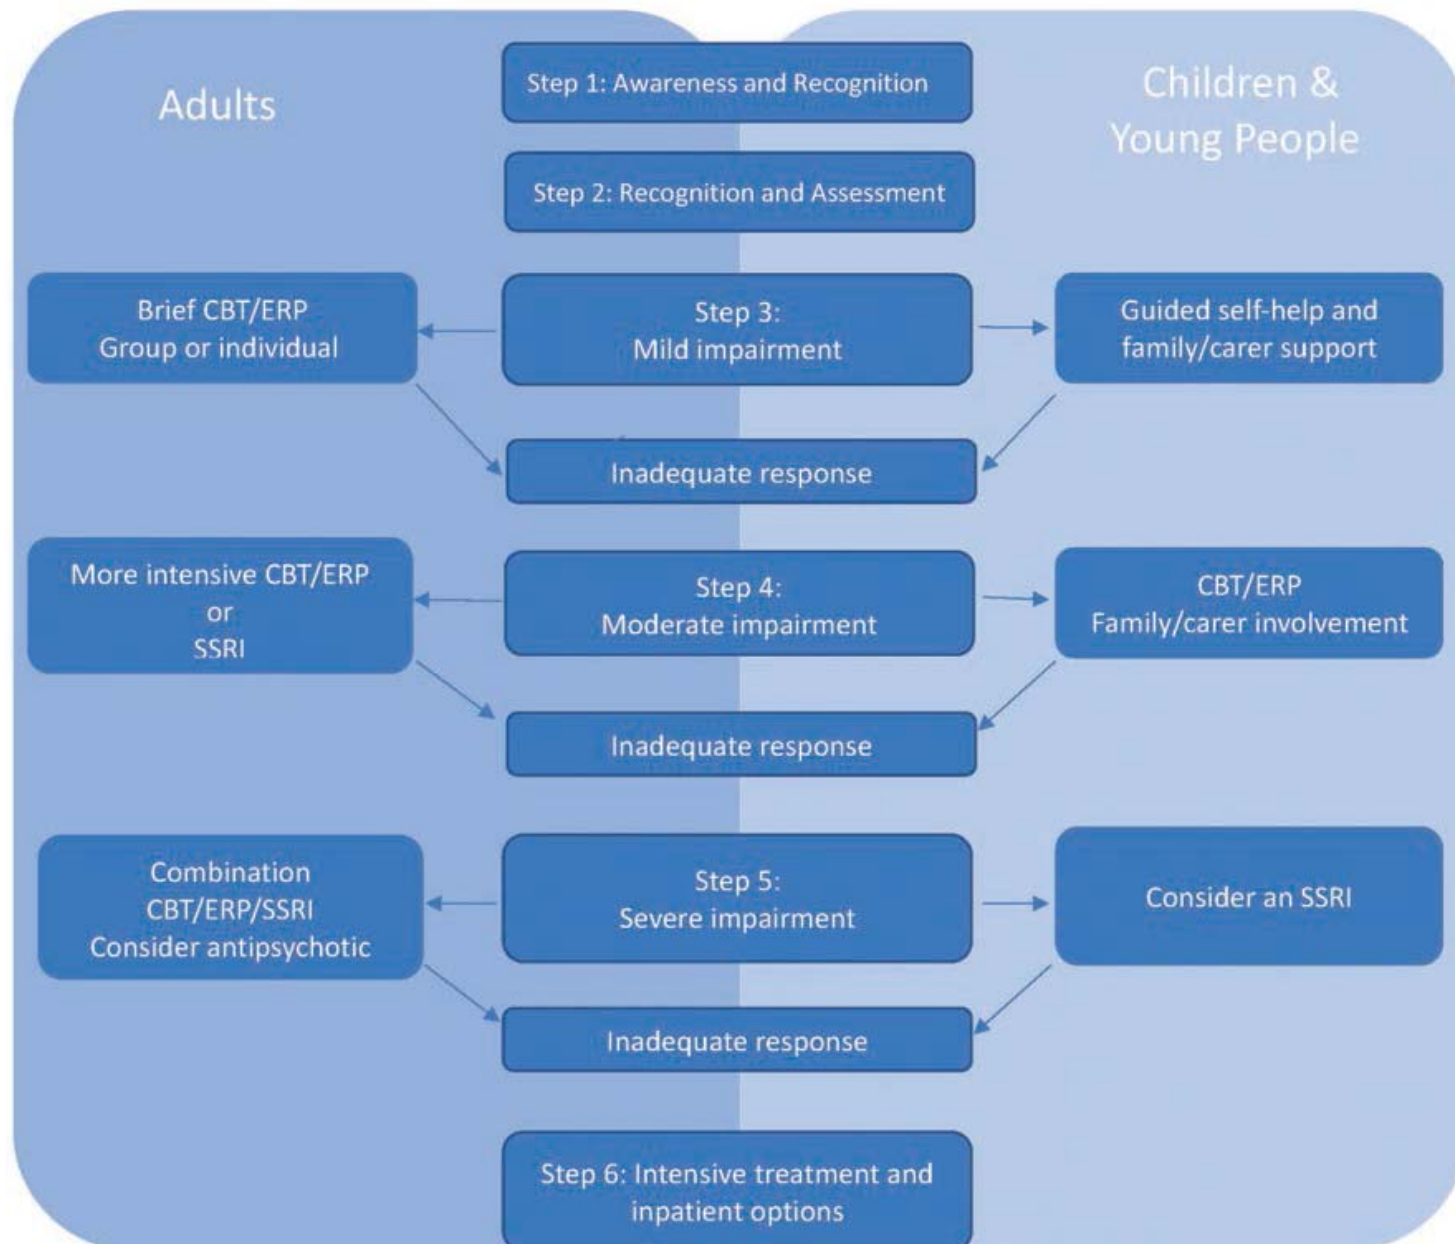 Adults
Children &
Young People
Step 1: Awareness and Recognition
Step 2: Recognition and Assessment
Brief CBT/ERP
Group or individual
Step 3:
Mild impairment
Guided self-help and
family/carer support
Inadequate response
More intensive CBT/ERP
or
SSRI
Step 4:
Moderate impairment
CBT/ERP
Family/carer involvement
Inadequate response
Combination
CBT/ERP/SSRI
Consider antipsychotic
Step 5:
Severe impairment
Consider an SSRI
Inadequate response
Step 6: Intensive treatment and
inpatient options